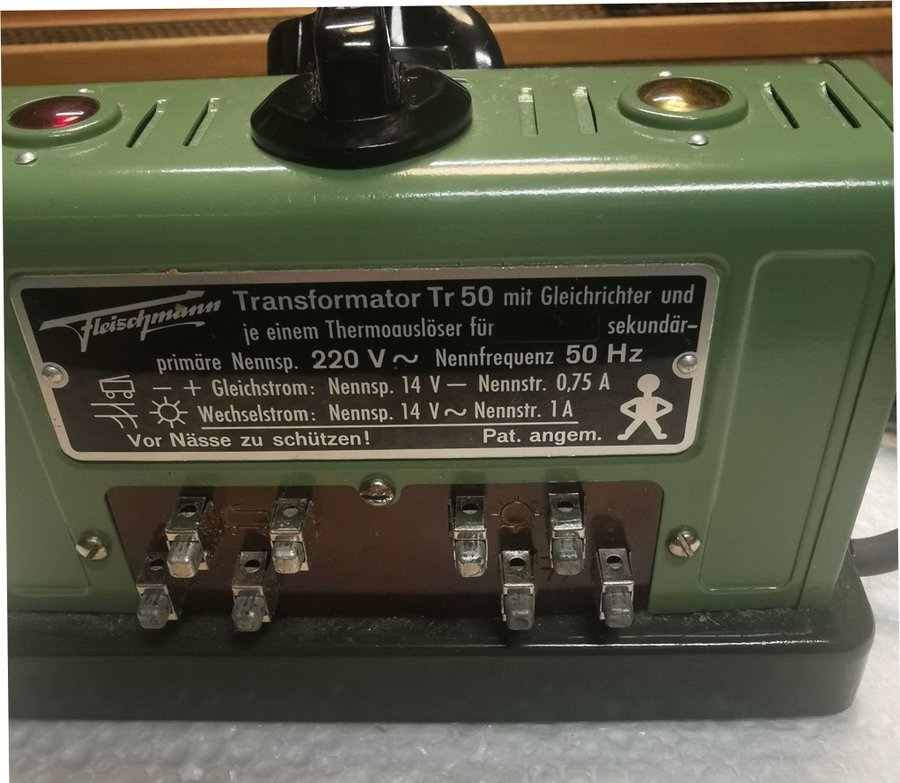 Fleischmann Transformator Tr 50 mit Gleichrichter und
je einem Thermoauslöser für sekundär-
primäre Nennsp. 220 V ~ Nennfrequenz 50 Hz
− + Gleichstrom: Nennsp. 14 V — Nennstr. 0,75 A
Wechselstrom: Nennsp. 14 V ~ Nennstr. 1 A
Vor Nässe zu schützen! Pat. angem.